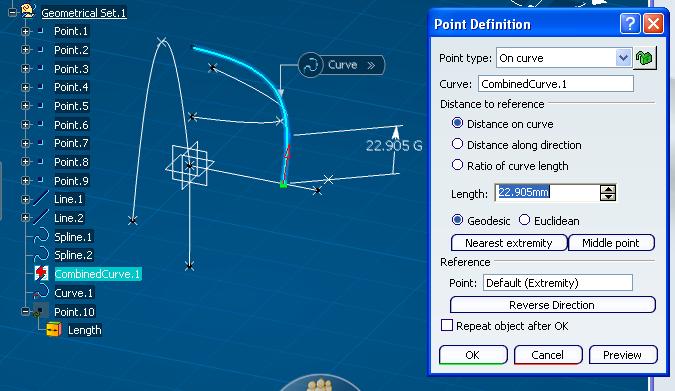 Geometrical Set.1
Point.1
Point.2
Point.3
Point.4
Point.5
Point.6
Point.7
Point.8
Point.9
Line.1
Line.2
Spline.1
Spline.2
CombinedCurve.1
Curve.1
Point.10
Length
Curve
22.905 G
Point Definition
Point type: On curve
Curve: CombinedCurve.1
Distance to reference
Distance on curve
Distance along direction
Ratio of curve length
Length: 22.905mm
Geodesic Euclidean
Nearest extremity Middle point
Reference
Point: Default (Extremity)
Reverse Direction
Repeat object after OK
OK Cancel Preview